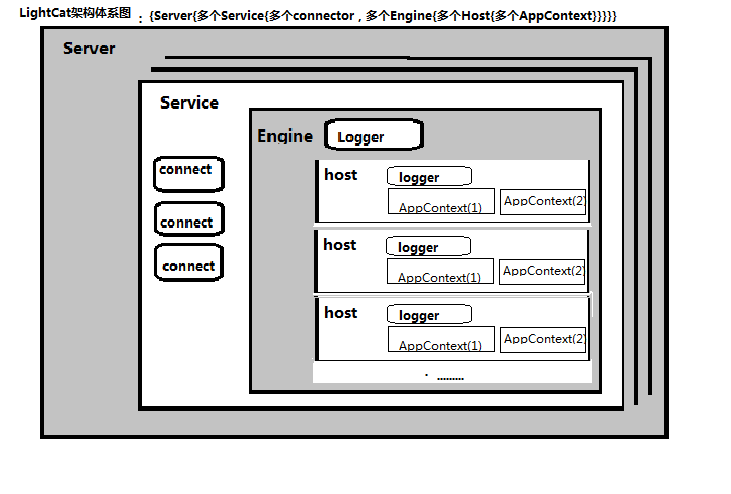 LightCat架构体系图 : {Server{多个Service{多个connector，多个Engine{多个Host{多个AppContext}}}}}
Server
Service
Engine Logger
connect
connect
connect
host logger
AppContext(1) AppContext(2)
host logger
AppContext(1) AppContext(2)
host logger
AppContext(1) AppContext(2)
. .........